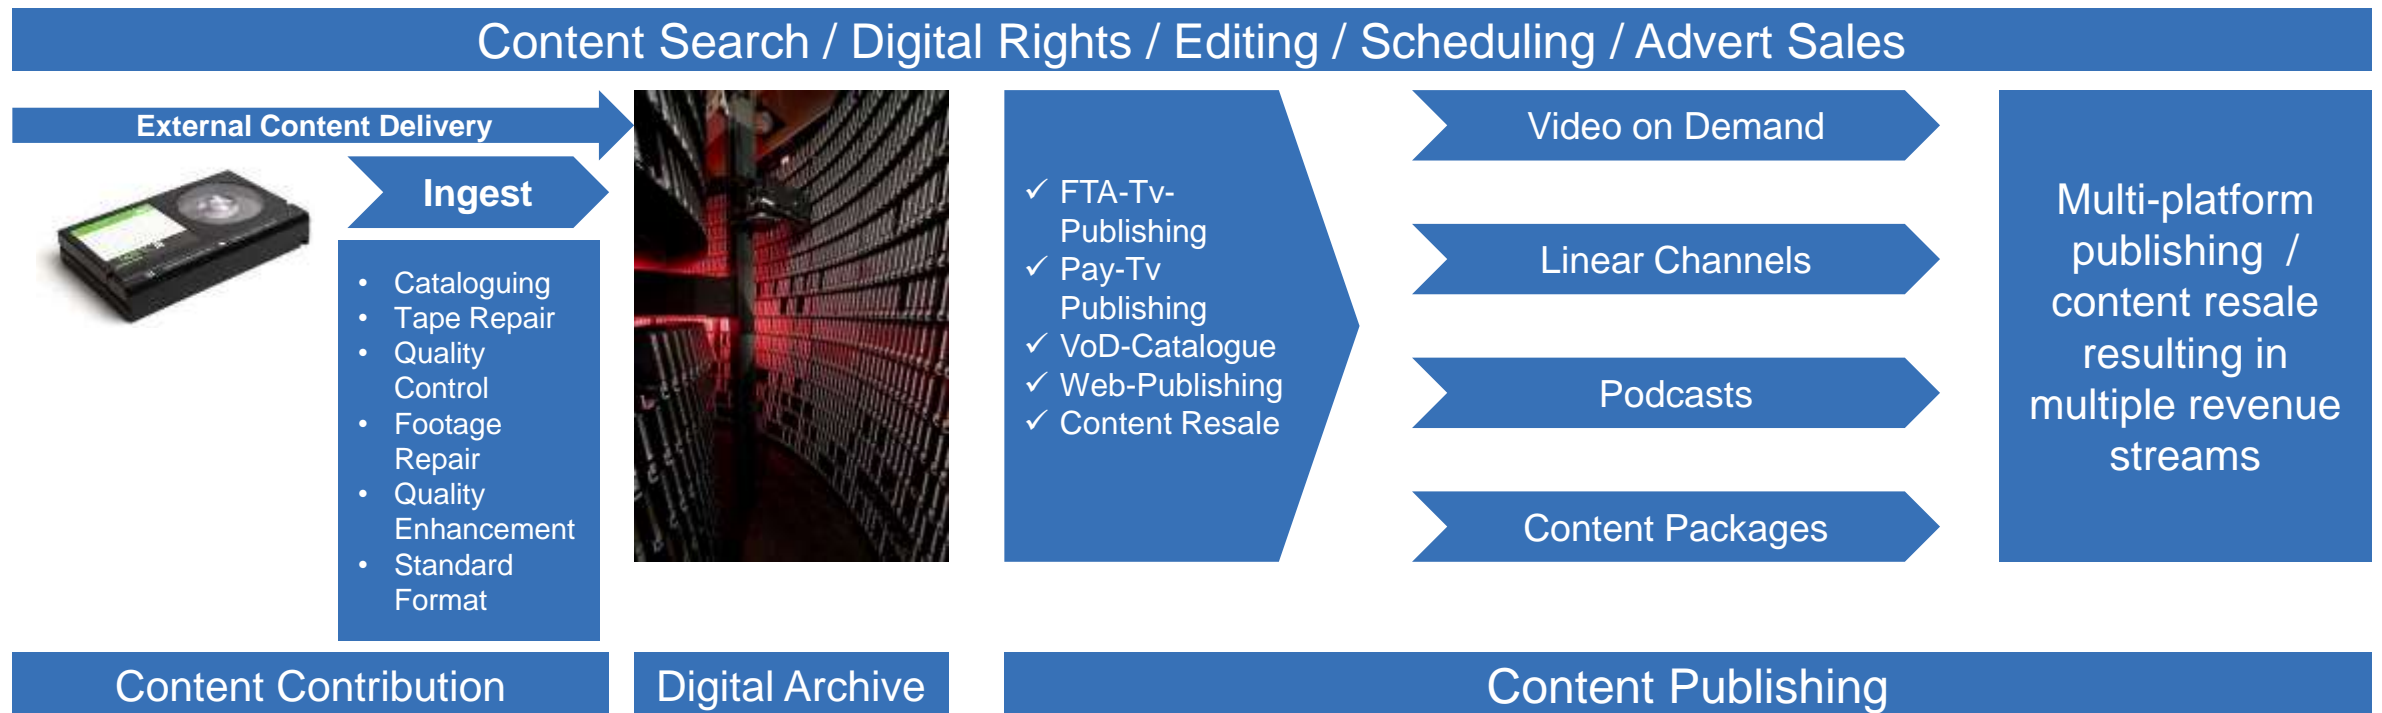 Content Search / Digital Rights / Editing / Scheduling / Advert Sales
External Content Delivery
Ingest
• Cataloguing
• Tape Repair
• Quality
Control
• Footage
Repair
• Quality
Enhancement
• Standard
Format
✓ FTA-Tv-
Publishing
✓ Pay-Tv
Publishing
✓ VoD-Catalogue
✓ Web-Publishing
✓ Content Resale
Video on Demand
Linear Channels
Podcasts
Content Packages
Multi-platform
publishing /
content resale
resulting in
multiple revenue
streams
Content Contribution
Digital Archive
Content Publishing